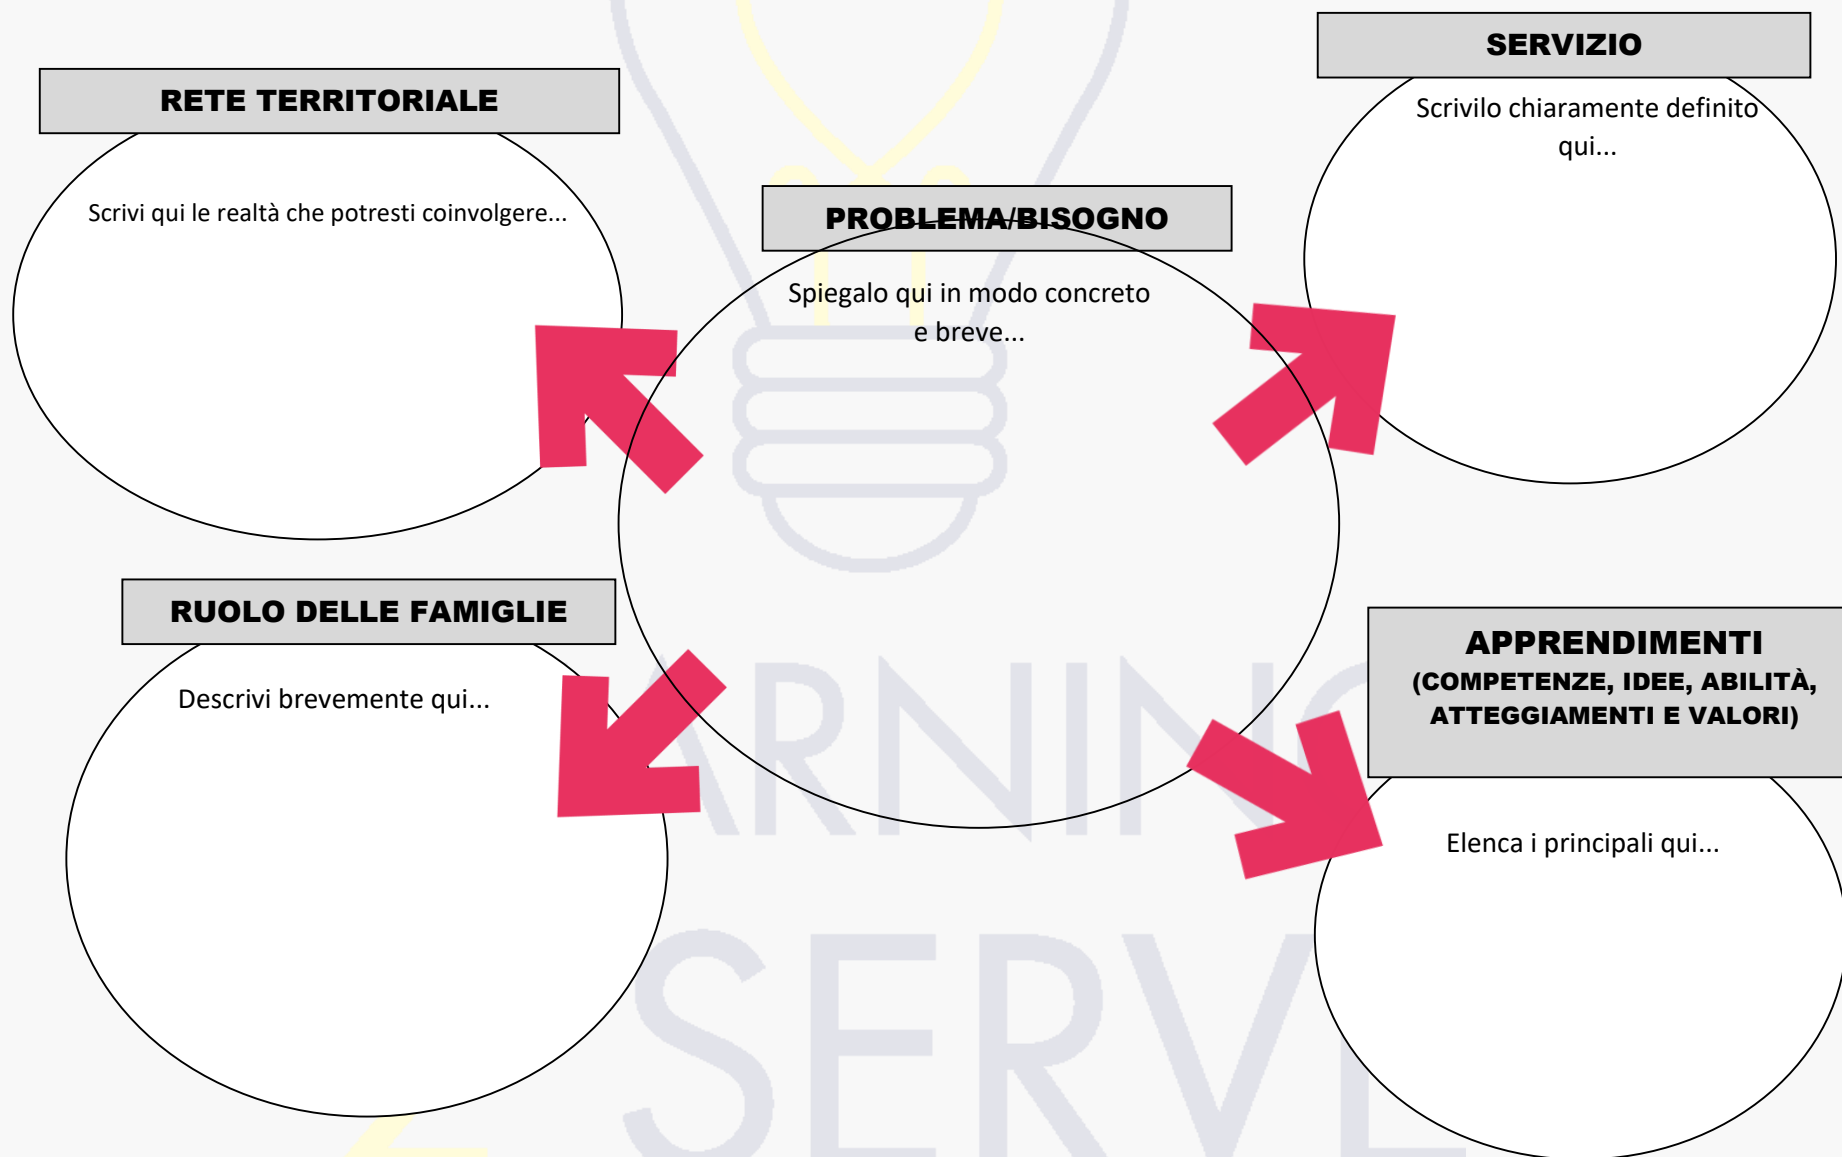 RETE TERRITORIALE
Scrivi qui le realtà che potresti coinvolgere...
PROBLEMA/BISOGNO
Spiegalo qui in modo concreto
e breve...
SERVIZIO
Scrivilo chiaramente definito
qui...
RUOLO DELLE FAMIGLIE
Descrivi brevemente qui...
APPRENDIMENTI
(COMPETENZE, IDEE, ABILITÀ,
ATTEGGIAMENTI E VALORI)
Elenca i principali qui...